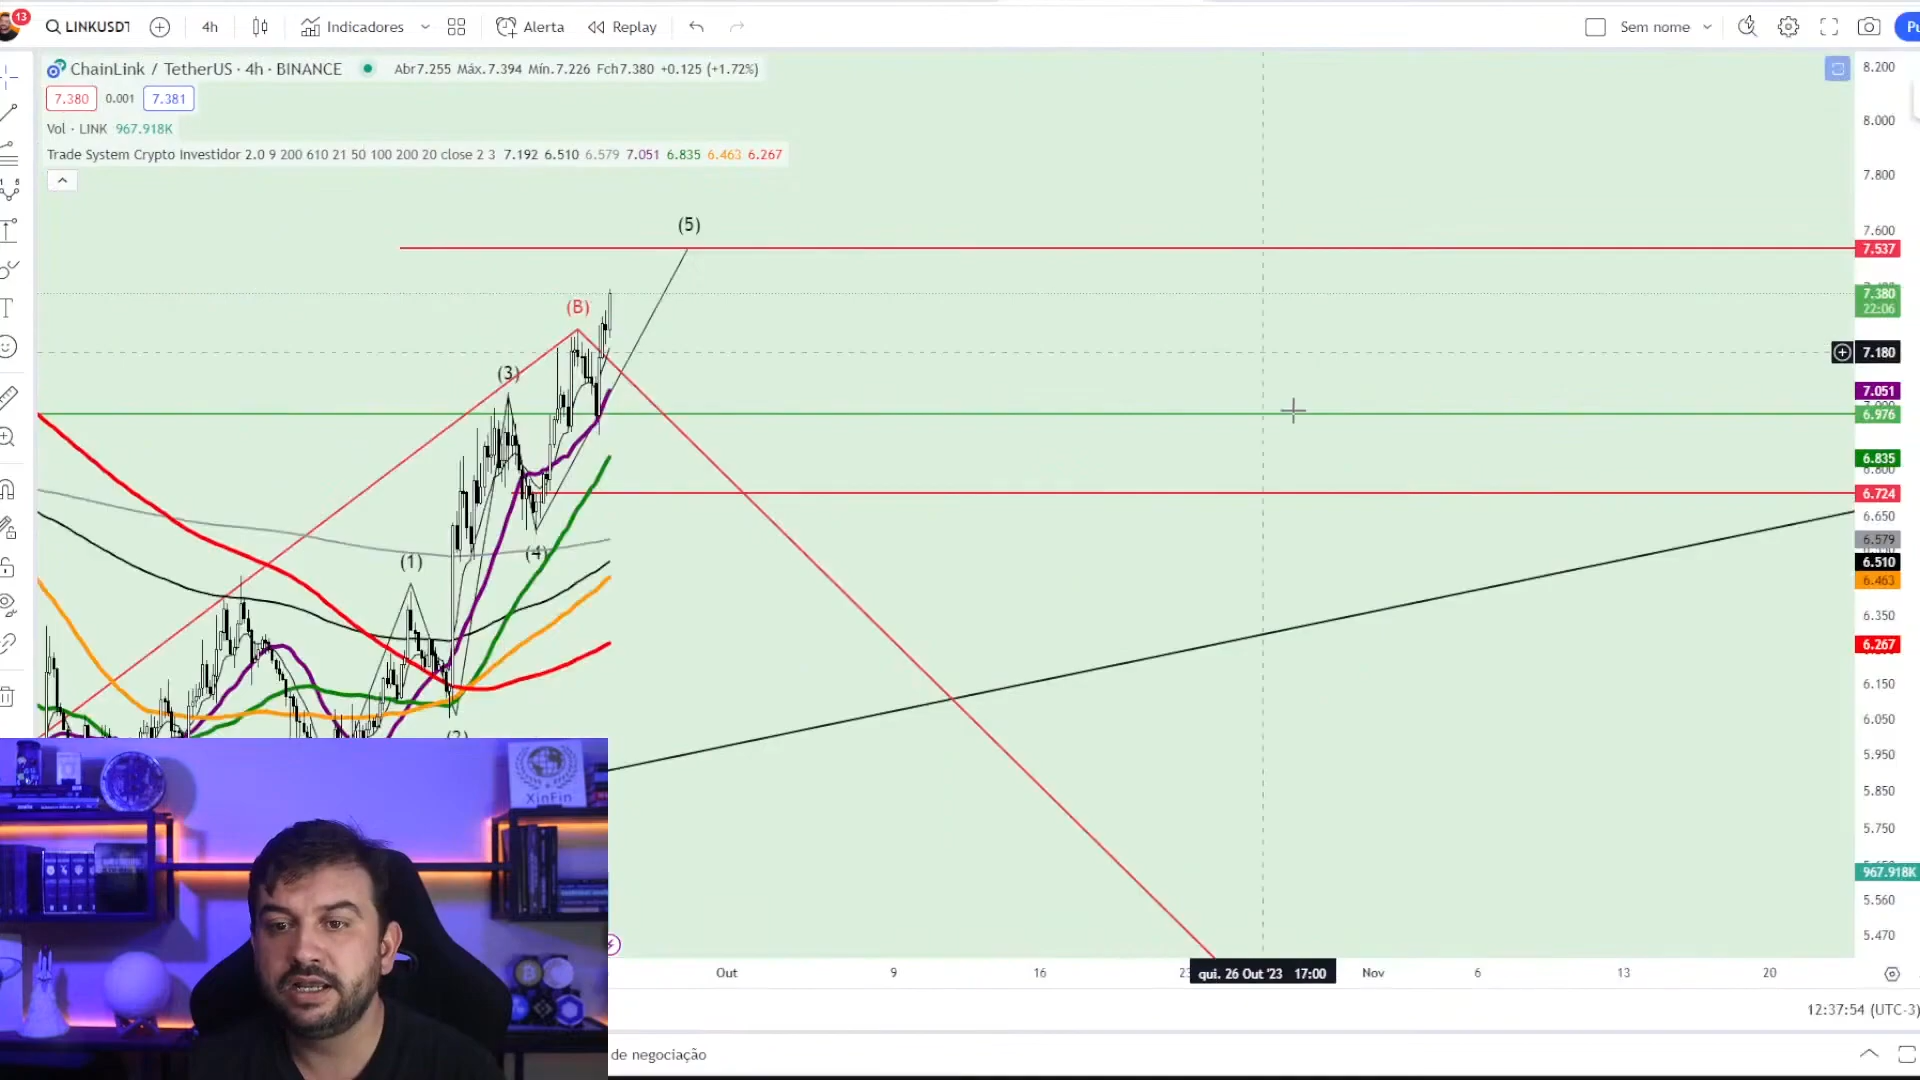 13
LINKUSDT
4h
Indicadores
Alerta
Replay
Sem nome
Pu
ChainLink / TetherUS · 4h · BINANCE
Abr7.255 Máx.7.394 Mín.7.226 Fch7.380 +0.125 (+1.72%)
7.380
0.001
7.381
Vol · LINK 967.918K
Trade System Crypto Investidor 2.0 9 200 610 21 50 100 200 20 close 2 3 7.192 6.510 6.579 7.051 6.835 6.463 6.267
(5)
(B)
(3)
(4)
(1)
(2)
8.200
8.000
7.800
7.600
7.537
7.380
22:06
7.180
7.051
6.976
6.835
6.800
6.724
6.650
6.579
6.510
6.463
6.350
6.267
6.150
6.050
5.950
5.850
5.750
967.918K
5.560
5.470
XinFin
Out
9
16
23
qui. 26 Out '23 17:00
Nov
6
13
20
12:37:54 (UTC-3)
de negociação